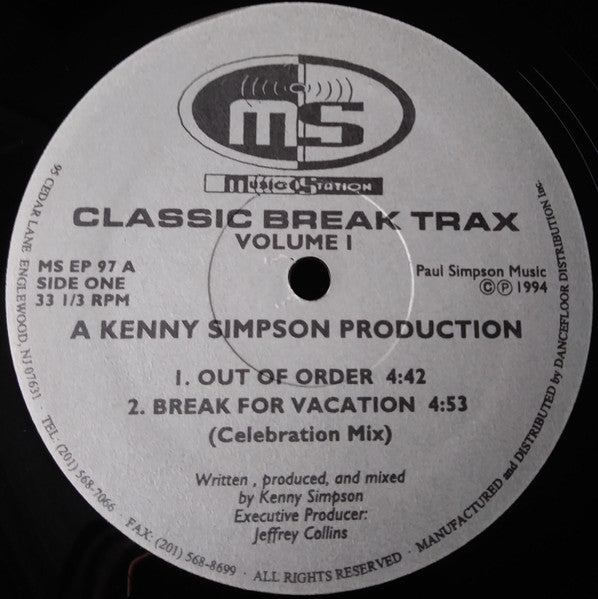 mS
MUSIC STATION
CLASSIC BREAK TRAX
VOLUME I
MS EP 97 A
SIDE ONE
33 1/3 RPM
Paul Simpson Music
© ℗ 1994
A KENNY SIMPSON PRODUCTION
1. OUT OF ORDER 4:42
2. BREAK FOR VACATION 4:53
(Celebration Mix)
Written , produced, and mixed
by Kenny Simpson
Executive Producer:
Jeffrey Collins
95 CEDAR LANE ENGLEWOOD, NJ 07631 · TEL: (201) 568-7066 · FAX: (201) 568-8699 · ALL RIGHTS RESERVED · MANUFACTURED and DISTRIBUTED by DANCEFLOOR DISTRIBUTION Inc.